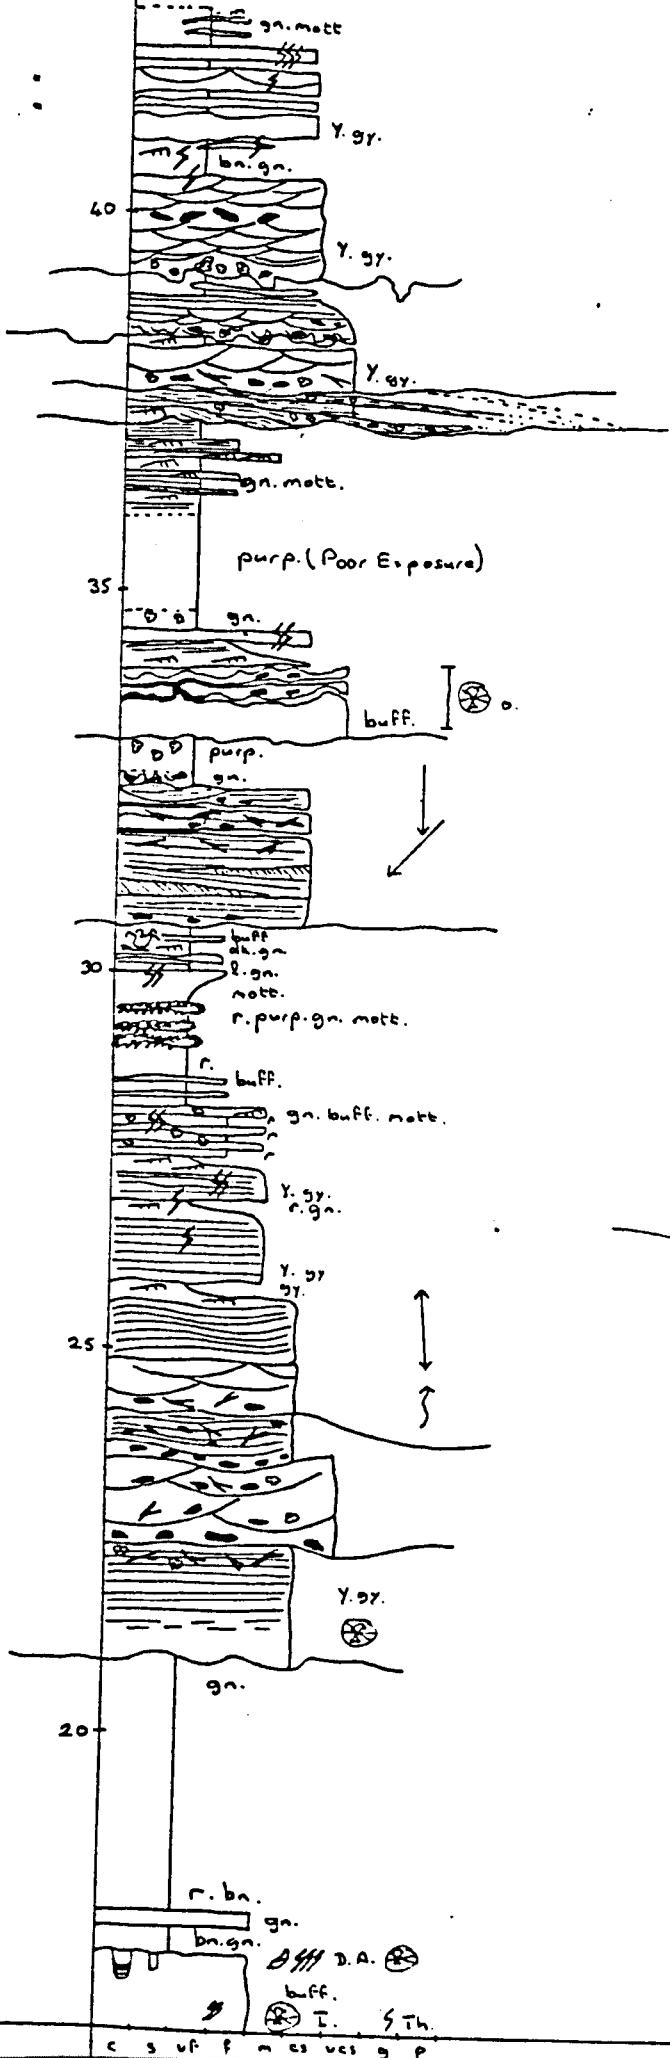 gn.mott
Y. gy.
bn.gn.
40
Y. gy.
Y. gy.
gn. mott.
purp. (Poor Exposure)
35
gn.
o.
buff.
purp.
gn.
buff
dk.gn
30
l.gn.
mott.
r. purp. gn. mott.
r.
buff.
gn. buff. mott.
r
r
r
Y. gy.
r.gn.
Y. gy
gy.
25
Y. gy.
gn.
20
r. bn.
gn.
bn.gn.
D.A.
buff.
I. Th.
c s vf f m cs vcs g p